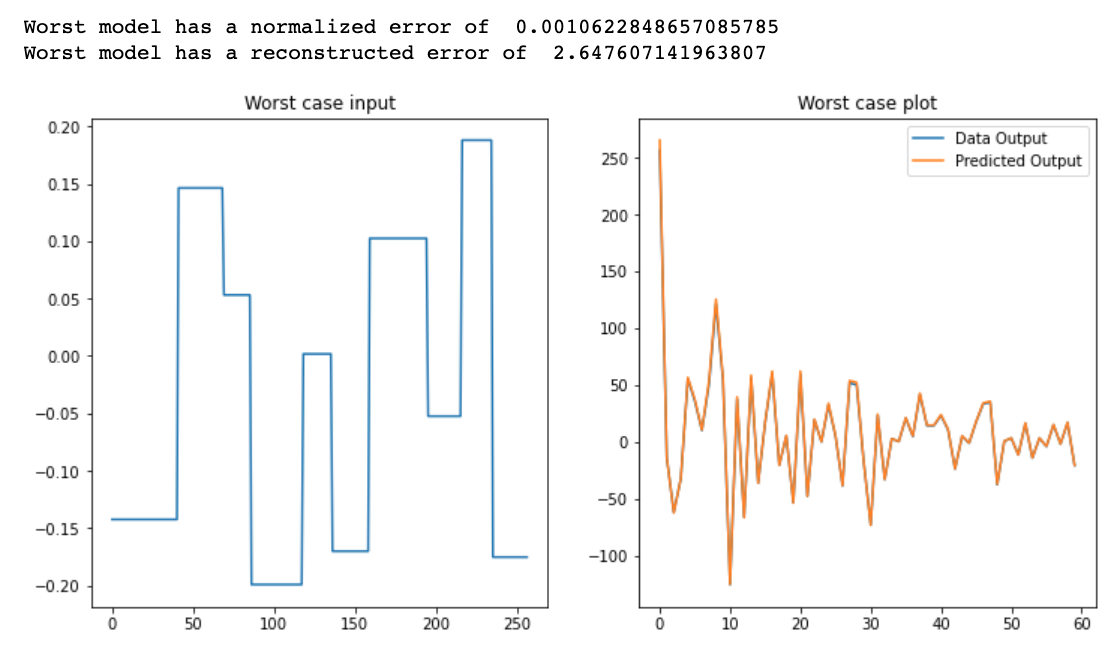 Worst model has a normalized error of  0.0010622848657085785
Worst model has a reconstructed error of  2.647607141963807
Worst case input
0.20
0.15
0.10
0.05
0.00
−0.05
−0.10
−0.15
−0.20
0 50 100 150 200 250
Worst case plot
Data Output
Predicted Output
250
200
150
100
50
0
−50
−100
0 10 20 30 40 50 60